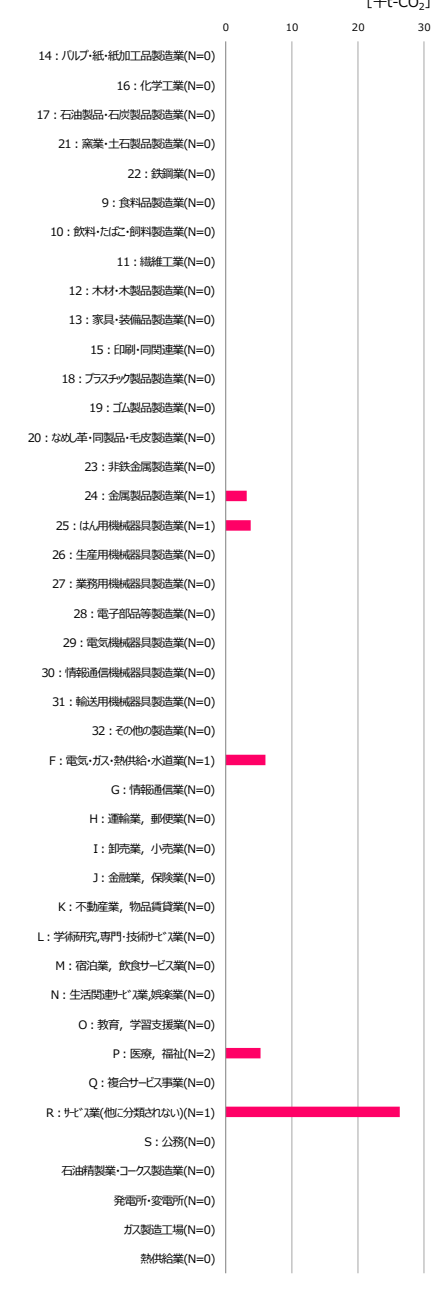 [千t-CO2]
0 10 20 30
14：パルプ・紙・紙加工品製造業(N=0)
16：化学工業(N=0)
17：石油製品・石炭製品製造業(N=0)
21：窯業・土石製品製造業(N=0)
22：鉄鋼業(N=0)
9：食料品製造業(N=0)
10：飲料・たばこ・飼料製造業(N=0)
11：繊維工業(N=0)
12：木材・木製品製造業(N=0)
13：家具・装備品製造業(N=0)
15：印刷・同関連業(N=0)
18：プラスチック製品製造業(N=0)
19：ゴム製品製造業(N=0)
20：なめし革・同製品・毛皮製造業(N=0)
23：非鉄金属製造業(N=0)
24：金属製品製造業(N=1)
25：はん用機械器具製造業(N=1)
26：生産用機械器具製造業(N=0)
27：業務用機械器具製造業(N=0)
28：電子部品等製造業(N=0)
29：電気機械器具製造業(N=0)
30：情報通信機械器具製造業(N=0)
31：輸送用機械器具製造業(N=0)
32：その他の製造業(N=0)
F：電気・ガス・熱供給・水道業(N=1)
G：情報通信業(N=0)
H：運輸業，郵便業(N=0)
I：卸売業，小売業(N=0)
J：金融業，保険業(N=0)
K：不動産業，物品賃貸業(N=0)
L：学術研究,専門・技術ｻｰﾋﾞｽ業(N=0)
M：宿泊業，飲食サービス業(N=0)
N：生活関連ｻｰﾋﾞｽ業,娯楽業(N=0)
O：教育，学習支援業(N=0)
P：医療，福祉(N=2)
Q：複合サービス事業(N=0)
R：ｻｰﾋﾞｽ業(他に分類されない)(N=1)
S：公務(N=0)
石油精製業・コークス製造業(N=0)
発電所・変電所(N=0)
ガス製造工場(N=0)
熱供給業(N=0)